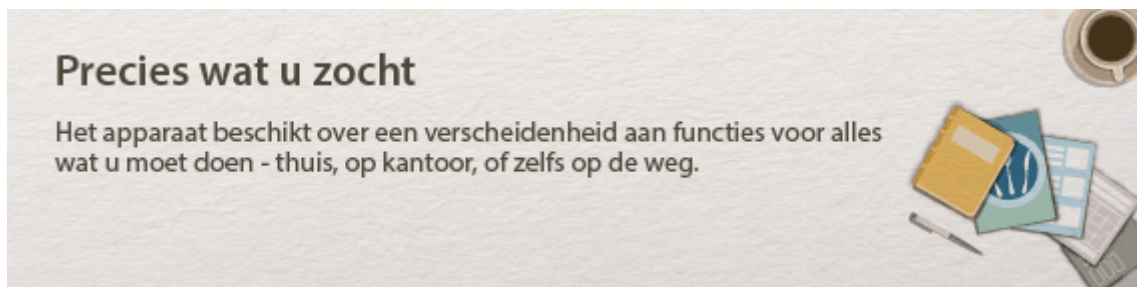 Precies wat u zocht
Het apparaat beschikt over een verscheidenheid aan functies voor alles
wat u moet doen - thuis, op kantoor, of zelfs op de weg.